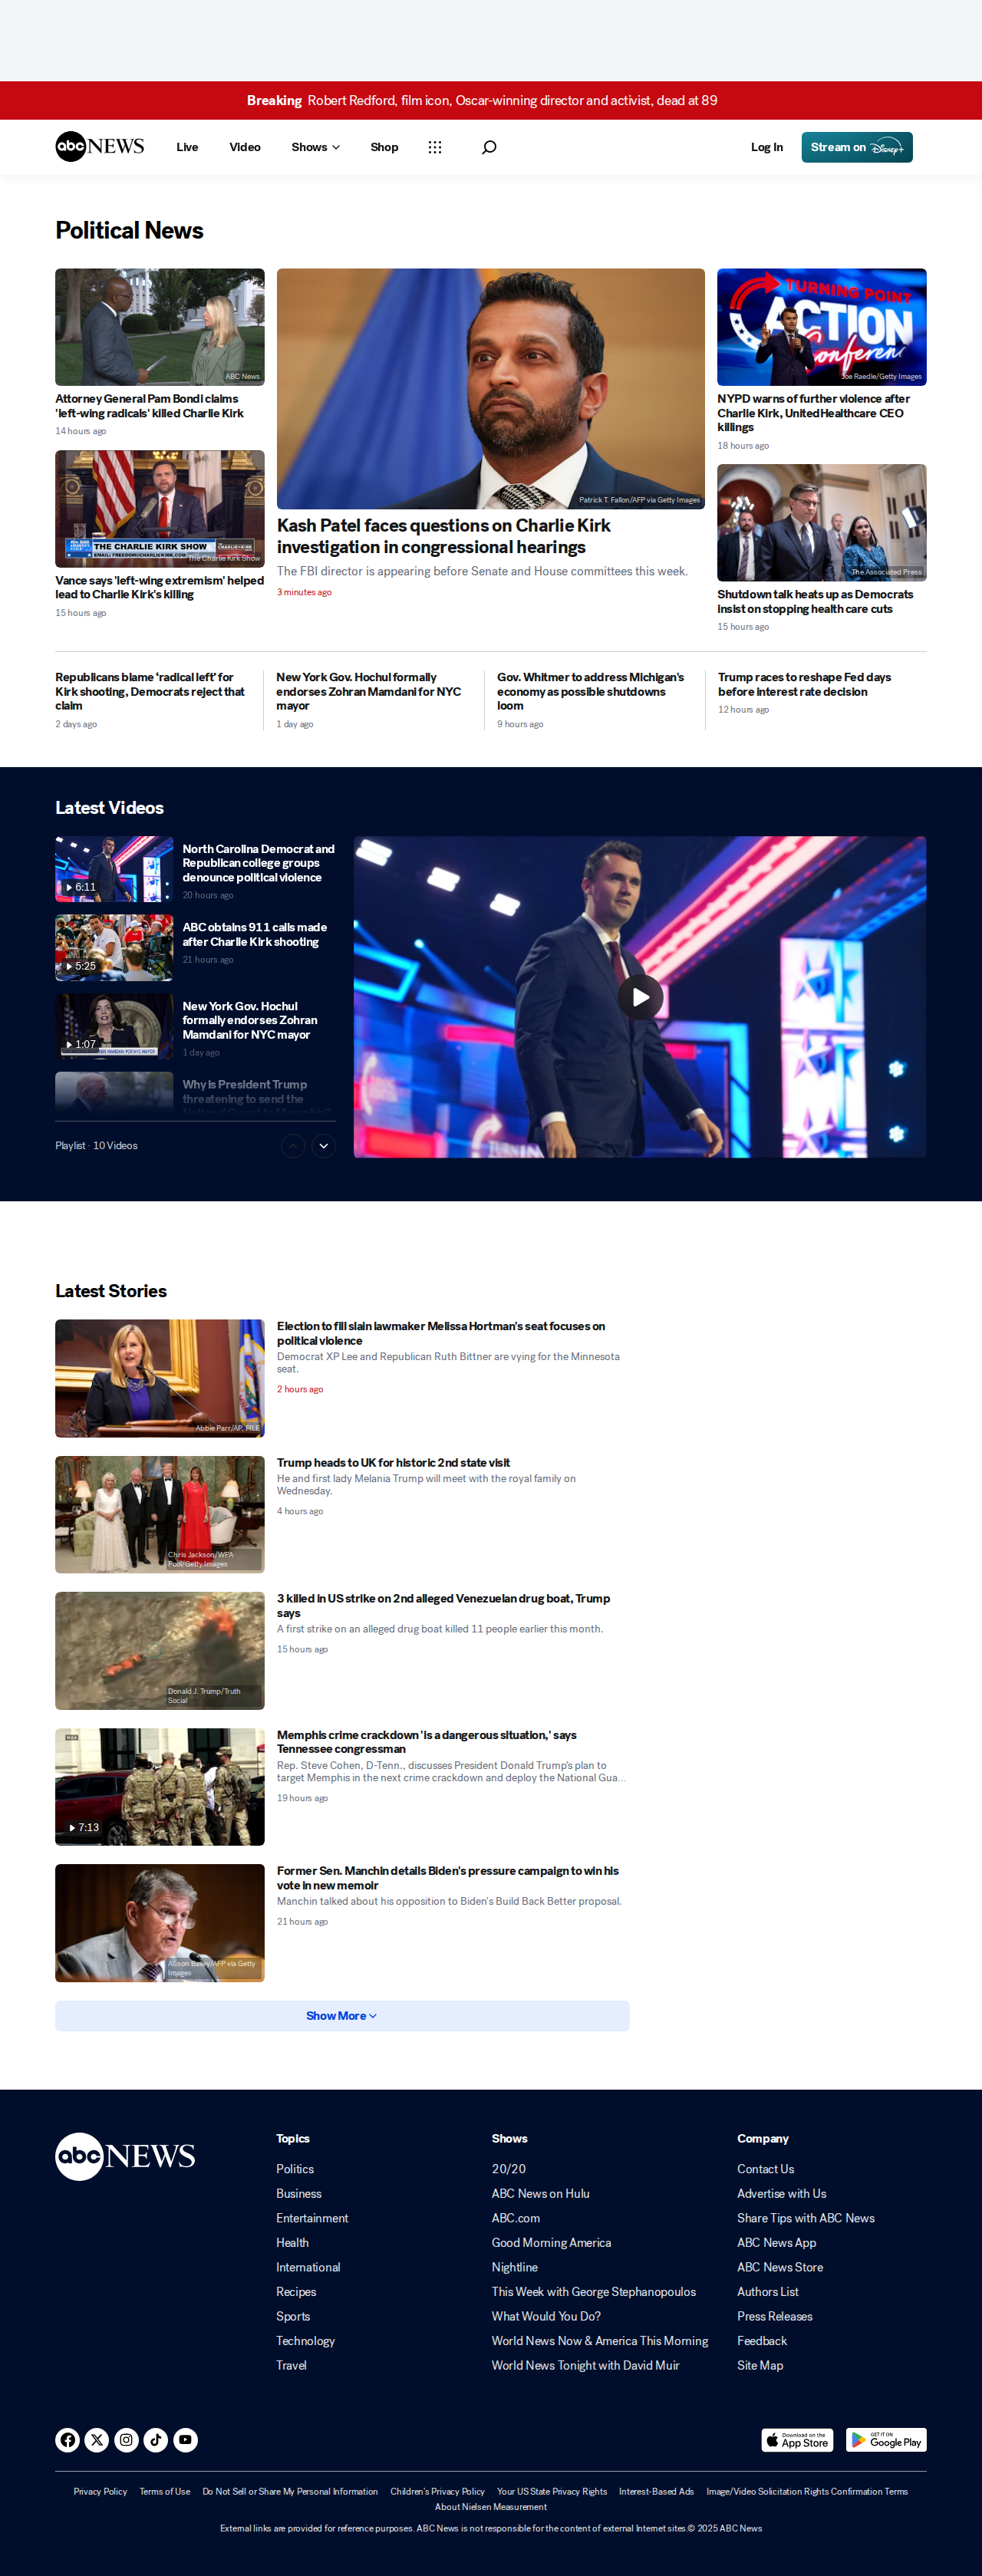 Breaking Robert Redford, film icon, Oscar-winning director and activist, dead at 89
abc NEWS
Live
Video
Shows
Shop
Log In
Stream on Disney+
Political News
ABC News
Attorney General Pam Bondi claims
'left-wing radicals' killed Charlie Kirk
14 hours ago
THE CHARLIE KIRK SHOW
The Charlie Kirk Show
Vance says 'left-wing extremism' helped
lead to Charlie Kirk's killing
15 hours ago
Patrick T. Fallon/AFP via Getty Images
Kash Patel faces questions on Charlie Kirk
investigation in congressional hearings
The FBI director is appearing before Senate and House committees this week.
3 minutes ago
TURNING POINT
ACTION
Conference
Joe Raedle/Getty Images
NYPD warns of further violence after
Charlie Kirk, UnitedHealthcare CEO
killings
18 hours ago
The Associated Press
Shutdown talk heats up as Democrats
insist on stopping health care cuts
15 hours ago
Republicans blame ‘radical left’ for
Kirk shooting, Democrats reject that
claim
2 days ago
New York Gov. Hochul formally
endorses Zohran Mamdani for NYC
mayor
1 day ago
Gov. Whitmer to address Michigan's
economy as possible shutdowns
loom
9 hours ago
Trump races to reshape Fed days
before interest rate decision
12 hours ago
Latest Videos
6:11
North Carolina Democrat and
Republican college groups
denounce political violence
20 hours ago
5:25
ABC obtains 911 calls made
after Charlie Kirk shooting
21 hours ago
1:07
New York Gov. Hochul
formally endorses Zohran
Mamdani for NYC mayor
1 day ago
Why is President Trump
threatening to send the
National Guard to Memphis?
Playlist · 10 Videos
Latest Stories
Abbie Parr/AP, FILE
Election to fill slain lawmaker Melissa Hortman's seat focuses on
political violence
Democrat XP Lee and Republican Ruth Bittner are vying for the Minnesota
seat.
2 hours ago
Chris Jackson/WPA
Pool/Getty Images
Trump heads to UK for historic 2nd state visit
He and first lady Melania Trump will meet with the royal family on
Wednesday.
4 hours ago
Donald J. Trump/Truth
Social
3 killed in US strike on 2nd alleged Venezuelan drug boat, Trump
says
A first strike on an alleged drug boat killed 11 people earlier this month.
15 hours ago
7:13
Memphis crime crackdown 'is a dangerous situation,' says
Tennessee congressman
Rep. Steve Cohen, D-Tenn., discusses President Donald Trump's plan to
target Memphis in the next crime crackdown and deploy the National Gua...
19 hours ago
Allison Bailey/AFP via Getty
Images
Former Sen. Manchin details Biden's pressure campaign to win his
vote in new memoir
Manchin talked about his opposition to Biden's Build Back Better proposal.
21 hours ago
Show More
abc NEWS
Topics
Politics
Business
Entertainment
Health
International
Recipes
Sports
Technology
Travel
Shows
20/20
ABC News on Hulu
ABC.com
Good Morning America
Nightline
This Week with George Stephanopoulos
What Would You Do?
World News Now & America This Morning
World News Tonight with David Muir
Company
Contact Us
Advertise with Us
Share Tips with ABC News
ABC News App
ABC News Store
Authors List
Press Releases
Feedback
Site Map
Download on the
App Store
GET IT ON
Google Play
Privacy Policy Terms of Use Do Not Sell or Share My Personal Information Children's Privacy Policy Your US State Privacy Rights Interest-Based Ads Image/Video Solicitation Rights Confirmation Terms
About Nielsen Measurement
External links are provided for reference purposes. ABC News is not responsible for the content of external Internet sites.© 2025 ABC News